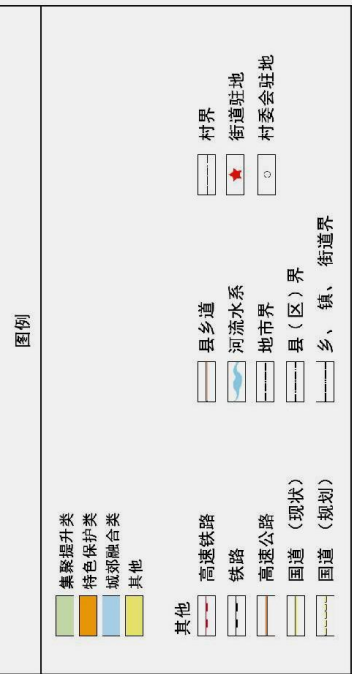 图例
集聚提升类
特色保护类
城郊融合类
其他
其他
高速铁路
铁路
高速公路
国道（现状）
国道（规划）
县乡道
河流水系
地市界
县（区）界
乡、镇、街道界
村界
街道驻地
村委会驻地